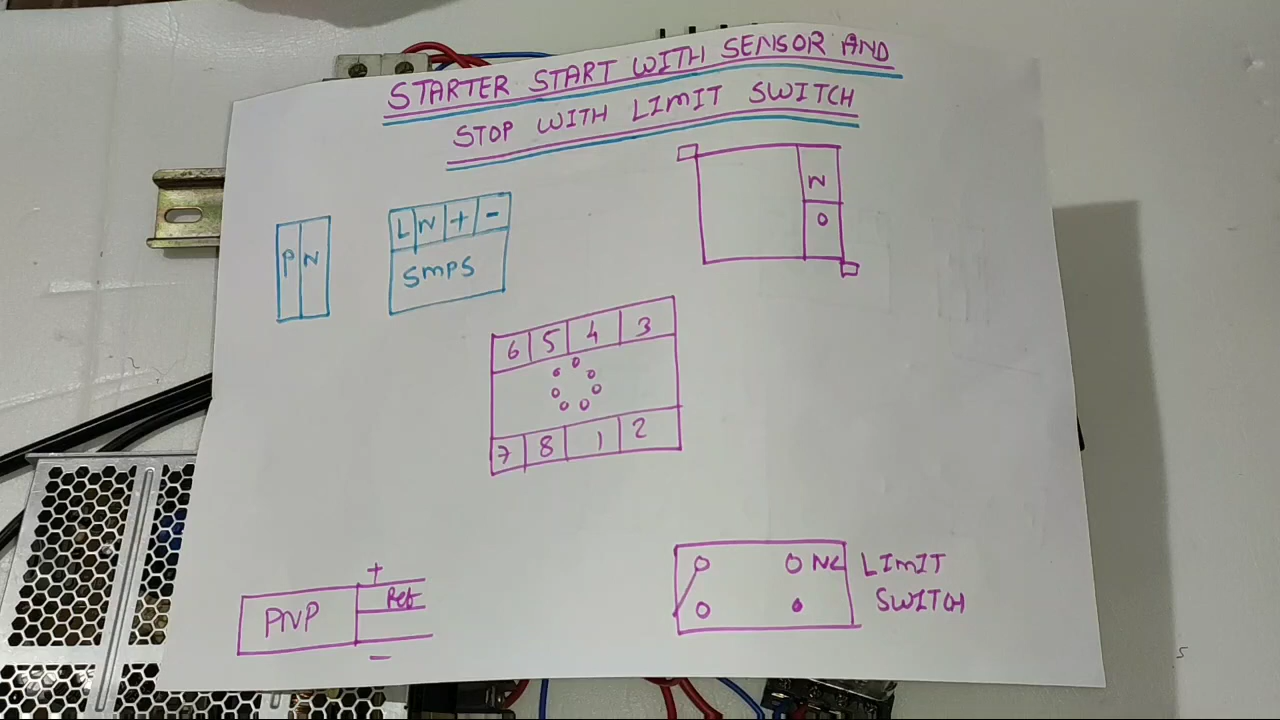 STARTER START WITH SENSOR AND
STOP WITH LIMIT SWITCH
P N
L N + -
SMPS
N
O
6 5 4 3
7 8 1 2
PNP
+
Ref
-
NC
LIMIT
SWITCH